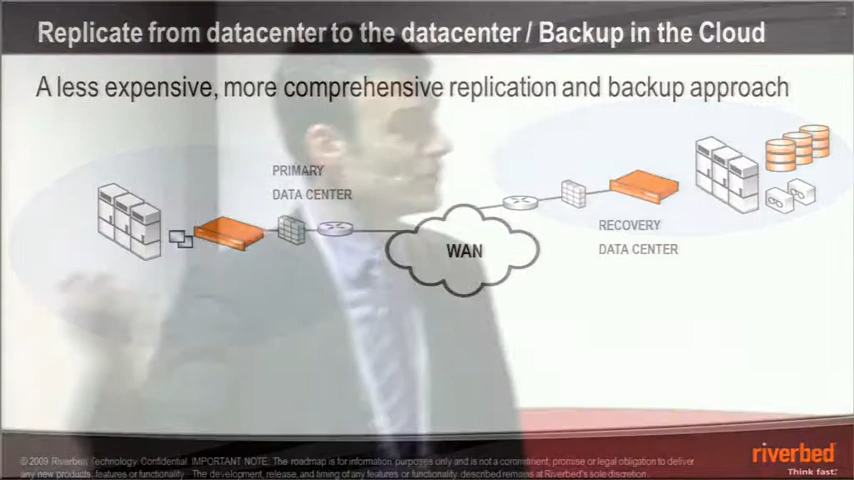 Replicate from datacenter to the datacenter / Backup in the Cloud
A less expensive, more comprehensive replication and backup approach
PRIMARY
DATA CENTER
WAN
RECOVERY
DATA CENTER
© 2009 Riverbed Technology Confidential IMPORTANT NOTE: The roadmap is for information purposes only and is not a commitment, promise or legal obligation to deliver
any new products, features or functionality. The development, release, and timing of any features or functionality described remains at Riverbed's sole discretion.
riverbed
Think fast.